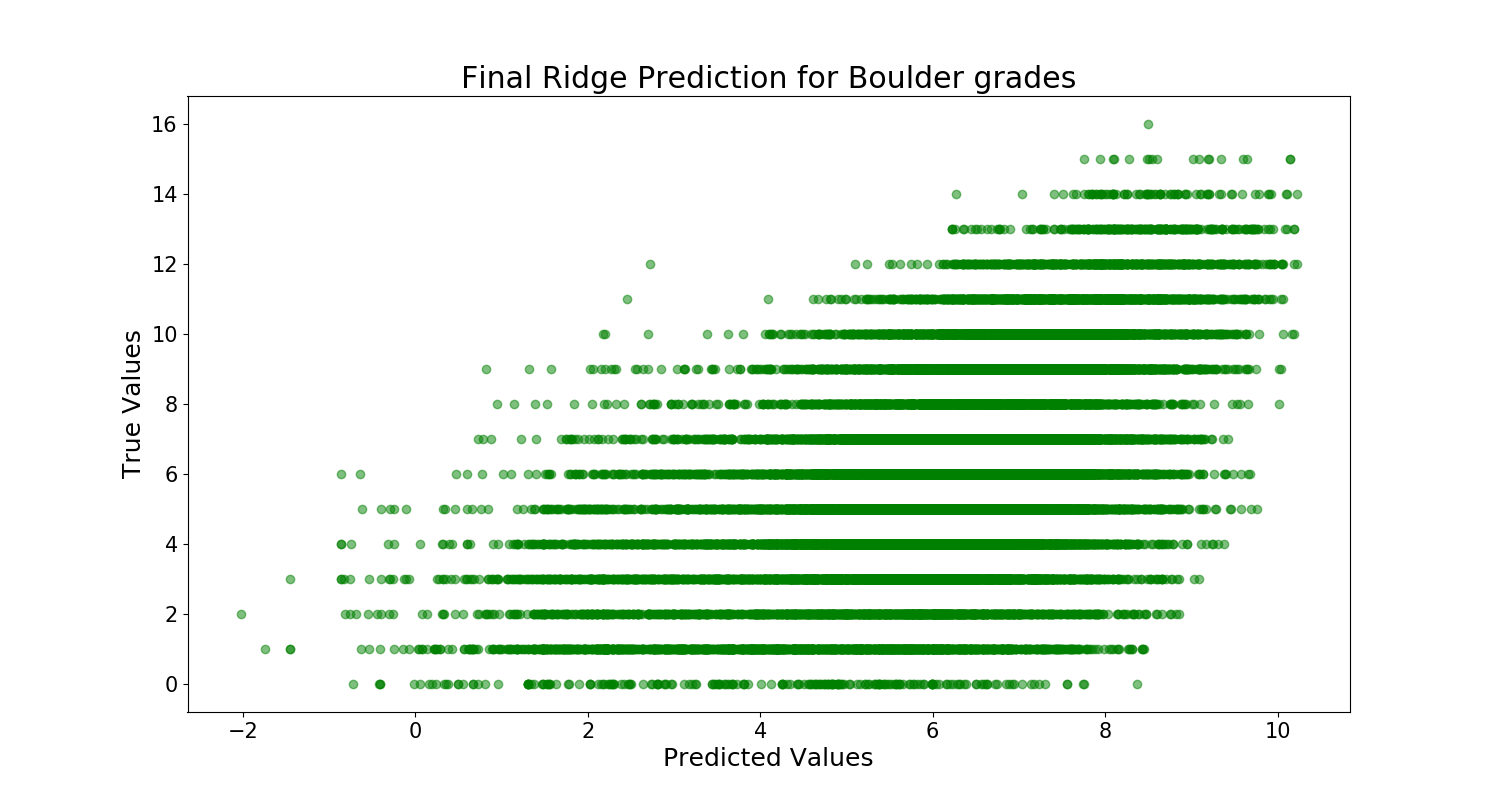 Final Ridge Prediction for Boulder grades
16
14
12
10
8
6
4
2
0
True Values
−2 0 2 4 6 8 10
Predicted Values